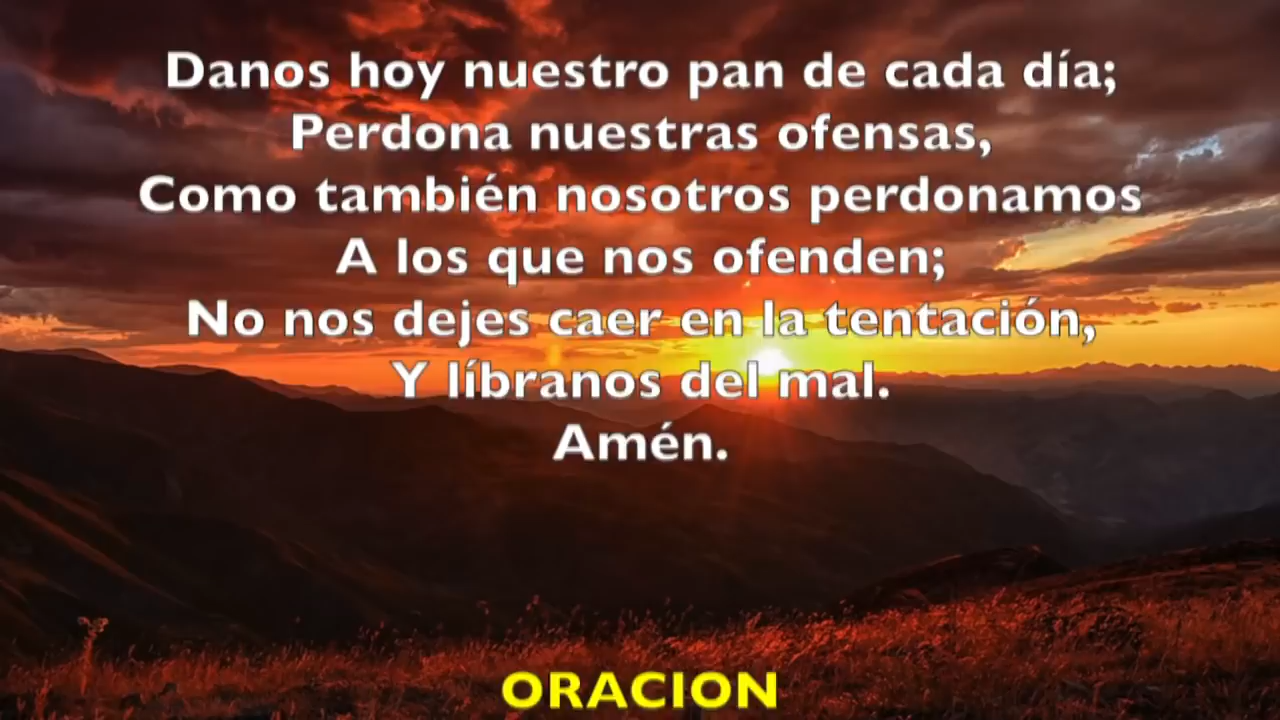 Danos hoy nuestro pan de cada día;
Perdona nuestras ofensas,
Como también nosotros perdonamos
A los que nos ofenden;
No nos dejes caer en la tentación,
Y líbranos del mal.
Amén.
ORACION